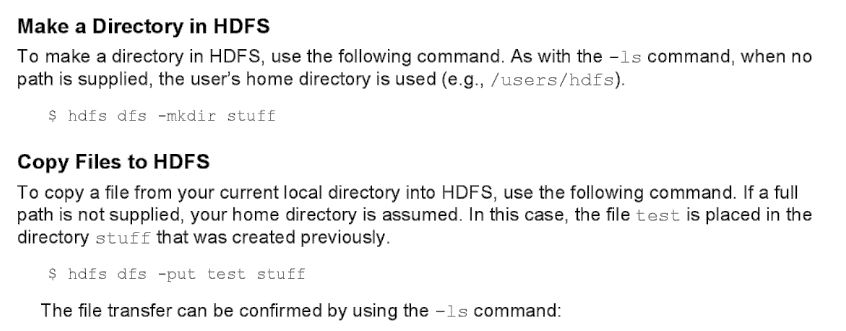 Make a Directory in HDFS
To make a directory in HDFS, use the following command. As with the -ls command, when no
path is supplied, the user's home directory is used (e.g., /users/hdfs).
$ hdfs dfs -mkdir stuff
Copy Files to HDFS
To copy a file from your current local directory into HDFS, use the following command. If a full
path is not supplied, your home directory is assumed. In this case, the file test is placed in the
directory stuff that was created previously.
$ hdfs dfs -put test stuff
The file transfer can be confirmed by using the -ls command: